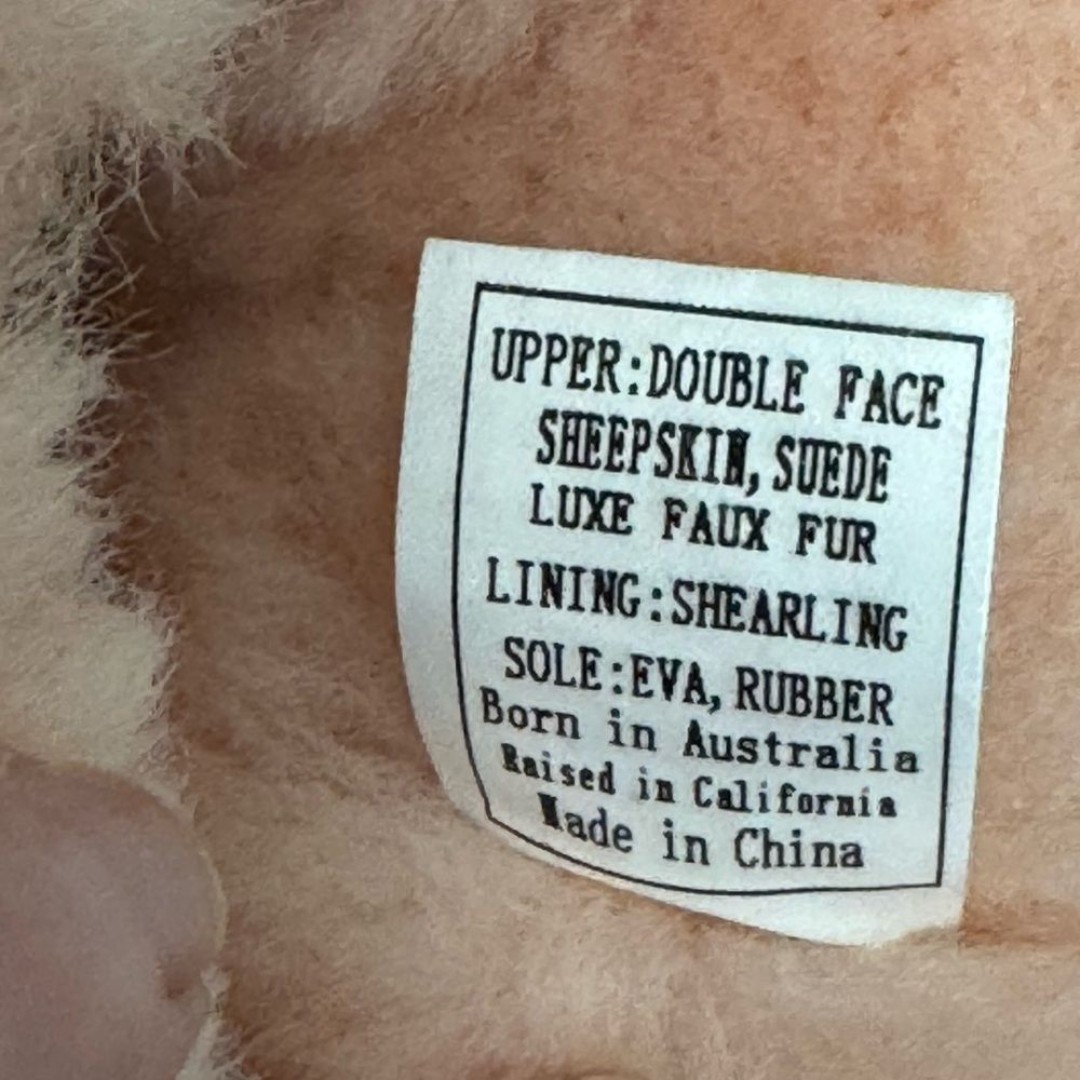 UPPER:DOUBLE FACE
SHEEPSKIN, SUEDE
LUXE FAUX FUR
LINING:SHEARLING
SOLE:EVA, RUBBER
Born in Australia
Raised in California
Made in China